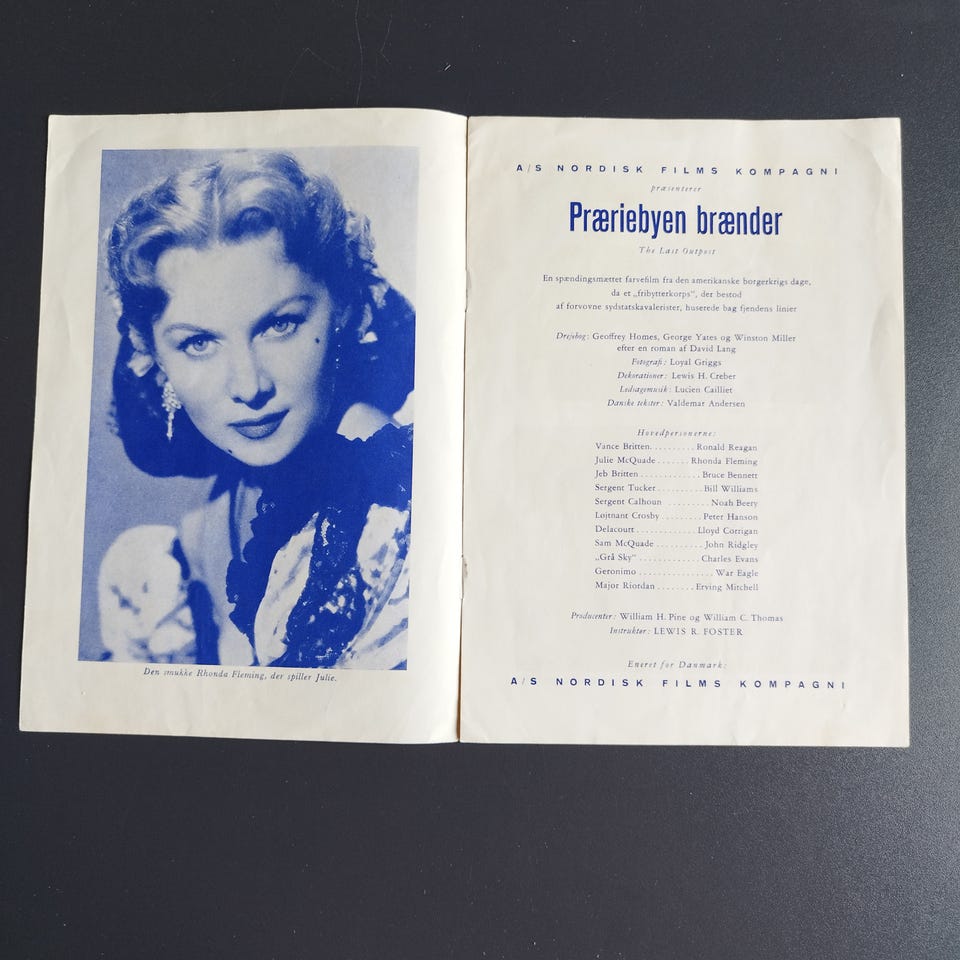 Den smukke Rhonda Fleming, der spiller Julie.
A/S NORDISK FILMS KOMPAGNI
præsenterer
Præriebyen brænder
The Last Outpost
En spændingsmættet farvefilm fra den amerikanske borgerkrigs dage,
da et „fribytterkorps", der bestod
af forvovne sydstatskavalerister, huserede bag fjendens linier
Drejebog: Geoffrey Homes, George Yates og Winston Miller
efter en roman af David Lang
Fotografi: Loyal Griggs
Dekorationer: Lewis H. Creber
Ledsagemusik: Lucien Cailliet
Danske tekster: Valdemar Andersen
Hovedpersonerne:
Vance Britten.......... Ronald Reagan
Julie McQuade ....... Rhonda Fleming
Jeb Britten ............. Bruce Bennett
Sergent Tucker .......... Bill Williams
Sergent Calhoun ......... Noah Beery
Løjtnant Crosby ......... Peter Hanson
Delacourt ............. Lloyd Corrigan
Sam McQuade ........... John Ridgley
„Grå Sky" .............. Charles Evans
Geronimo ................. War Eagle
Major Riordan ........ Erving Mitchell
Producenter: William H. Pine og William C. Thomas
Instruktør: LEWIS R. FOSTER
Eneret for Danmark:
A/S NORDISK FILMS KOMPAGNI